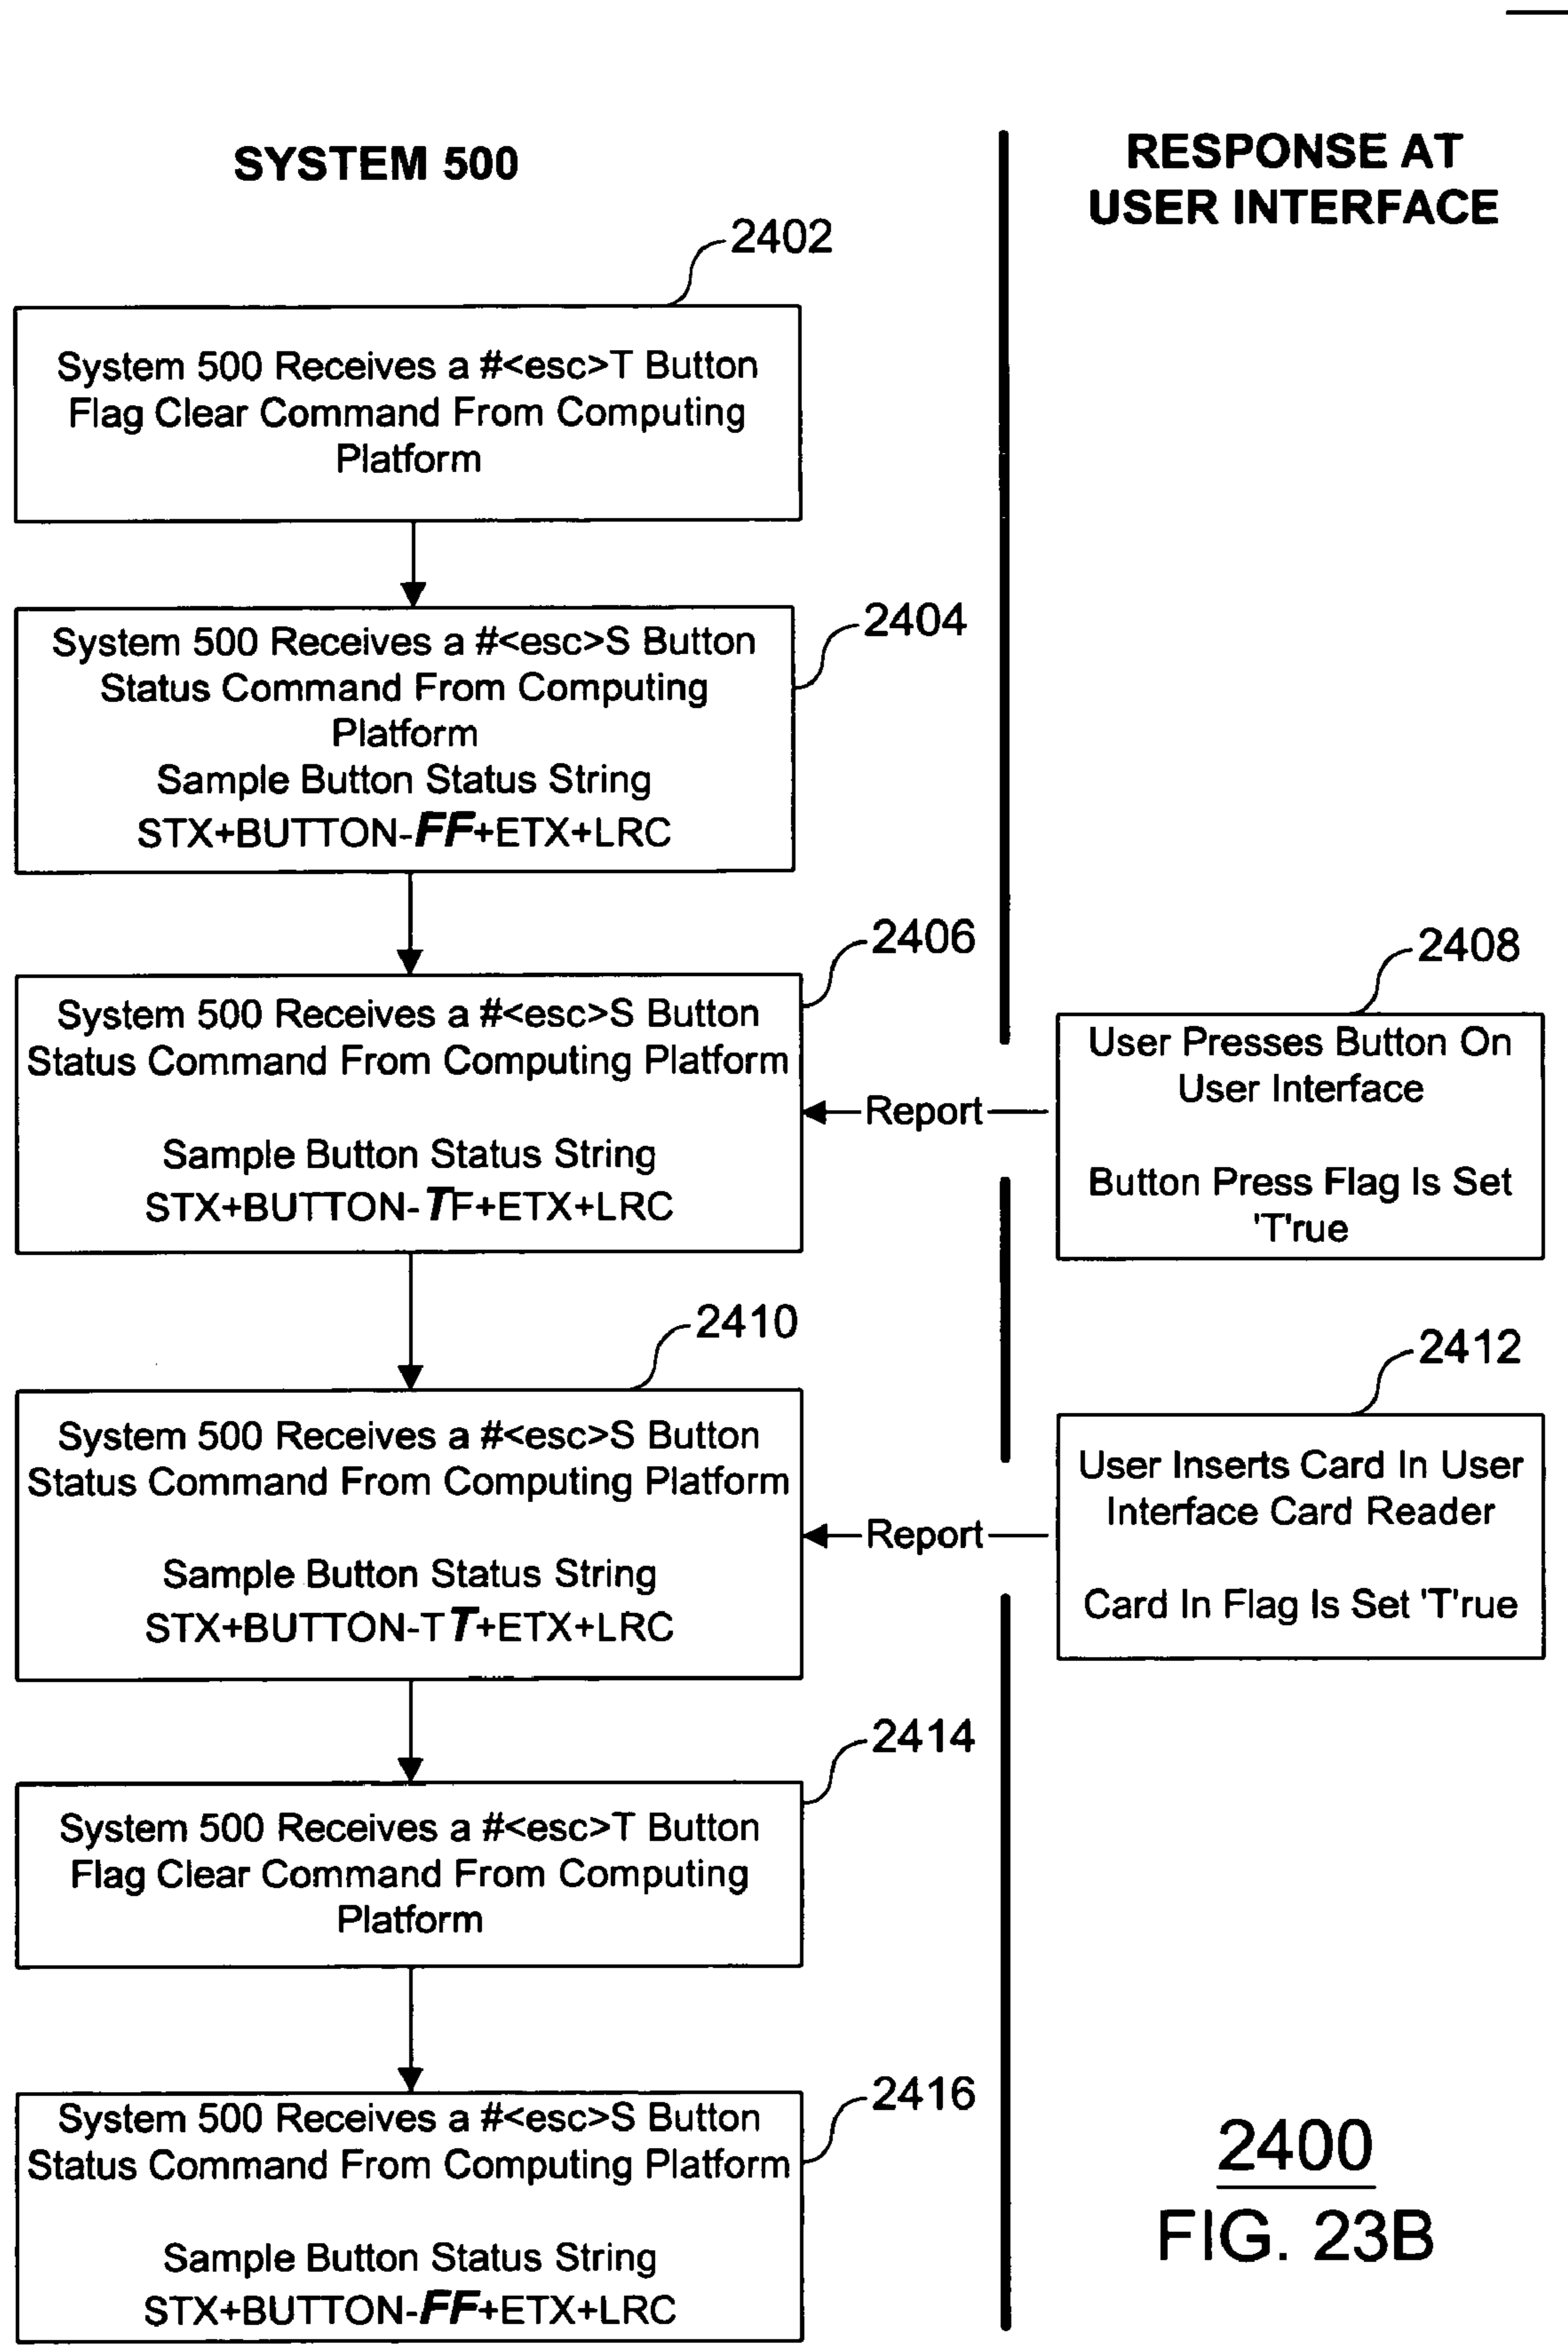 SYSTEM 500
RESPONSE AT
USER INTERFACE
2402
System 500 Receives a #<esc>T Button
Flag Clear Command From Computing
Platform
2404
System 500 Receives a #<esc>S Button
Status Command From Computing
Platform
Sample Button Status String
STX+BUTTON-FF+ETX+LRC
2406
System 500 Receives a #<esc>S Button
Status Command From Computing Platform
Sample Button Status String
STX+BUTTON-TF+ETX+LRC
2408
User Presses Button On
User Interface
Button Press Flag Is Set
'T'rue
Report
2410
System 500 Receives a #<esc>S Button
Status Command From Computing Platform
Sample Button Status String
STX+BUTTON-TT+ETX+LRC
2412
User Inserts Card In User
Interface Card Reader
Card In Flag Is Set 'T'rue
Report
2414
System 500 Receives a #<esc>T Button
Flag Clear Command From Computing
Platform
2416
System 500 Receives a #<esc>S Button
Status Command From Computing Platform
Sample Button Status String
STX+BUTTON-FF+ETX+LRC
2400
FIG. 23B